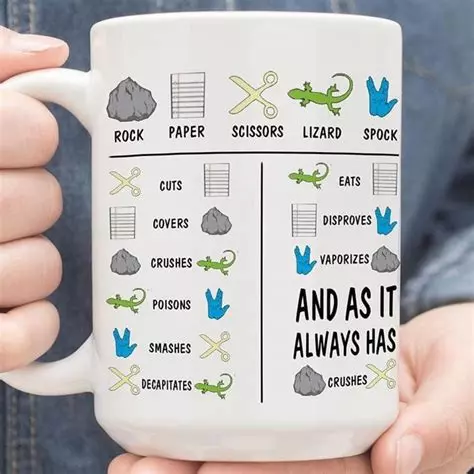 ROCK PAPER SCISSORS LIZARD SPOCK
CUTS
COVERS
CRUSHES
POISONS
SMASHES
DECAPITATES
EATS
DISPROVES
VAPORIZES
AND AS IT
ALWAYS HAS
CRUSHES